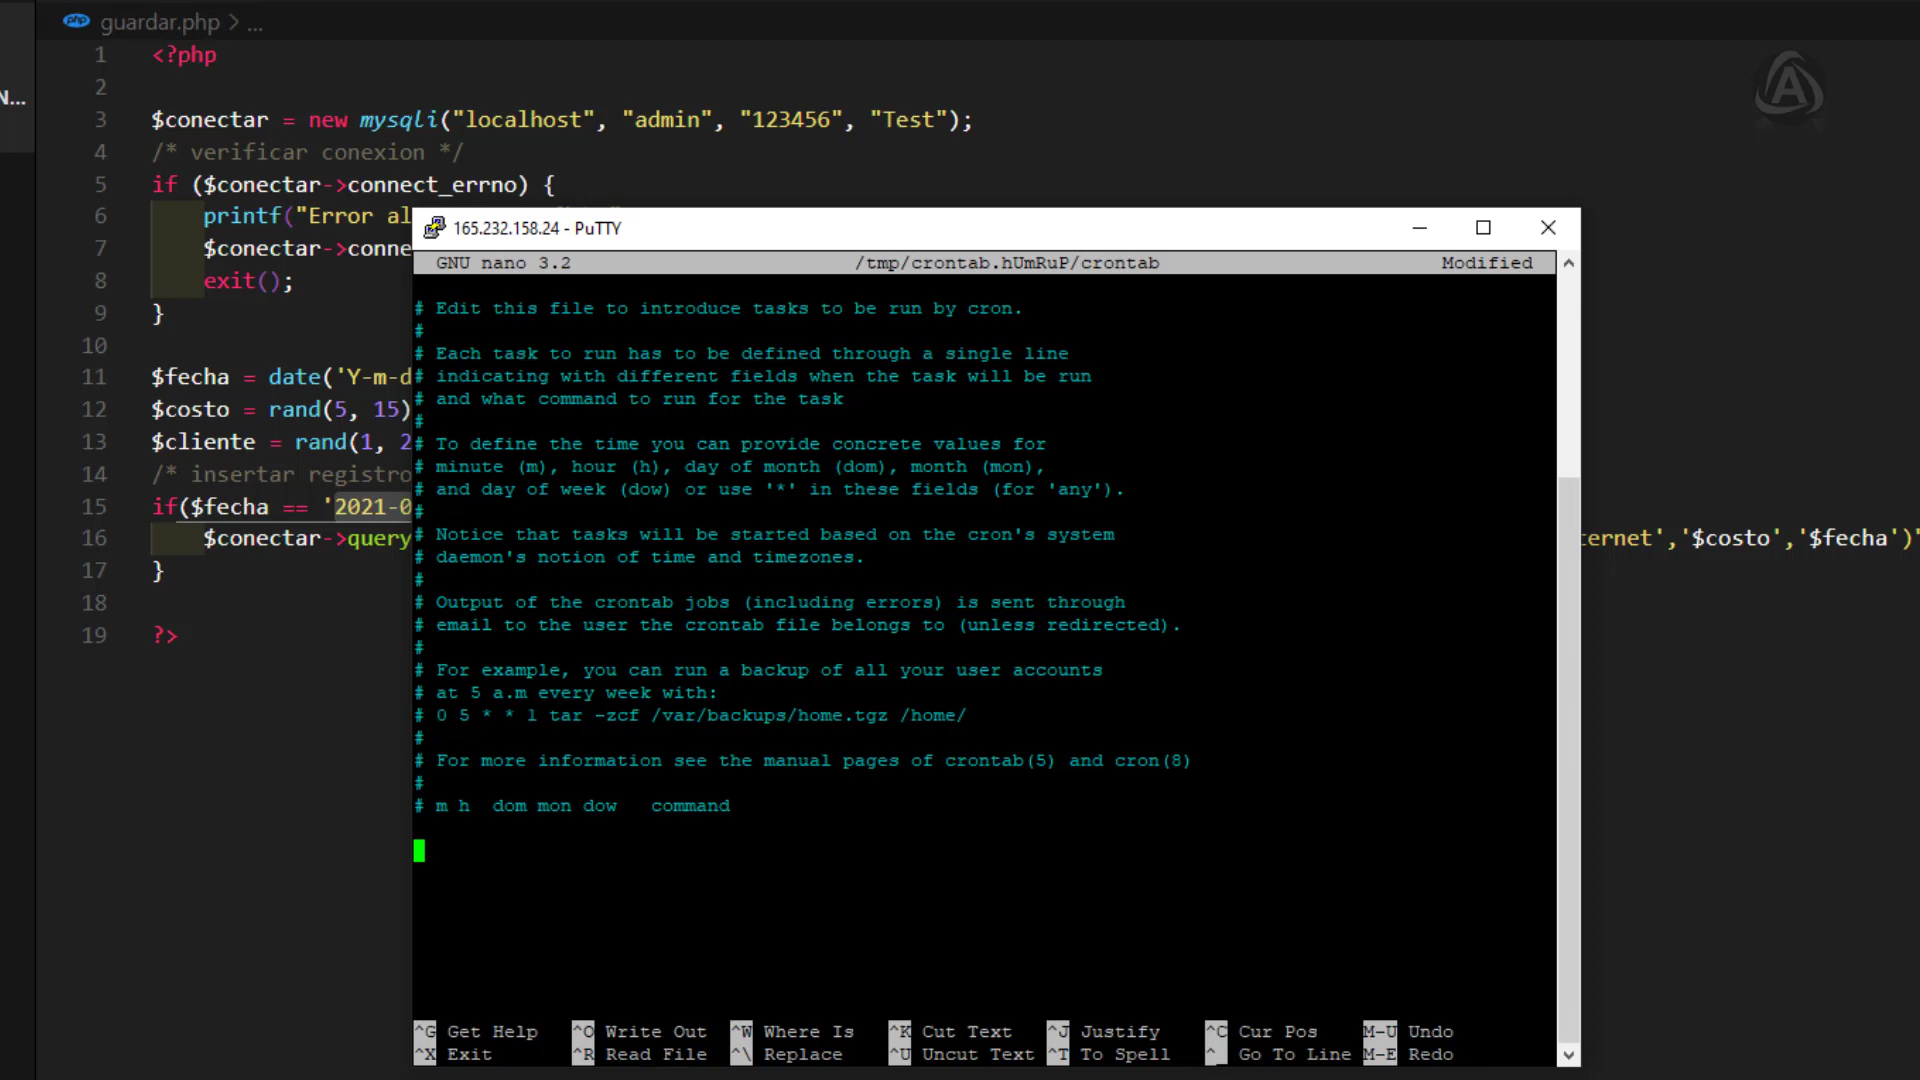 guardar.php > ...
N...
1 <?php
2
3 $conectar = new mysqli("localhost", "admin", "123456", "Test");
4 /* verificar conexion */
5 if ($conectar->connect_errno) {
6 printf("Error al
7 $conectar->conne
8 exit();
9 }
10
11 $fecha = date('Y-m-d
12 $costo = rand(5, 15)
13 $cliente = rand(1, 2
14 /* insertar registro
15 if($fecha == '2021-0
16 $conectar->query
ternet','$costo','$fecha')"
17 }
18
19 ?>
165.232.158.24 - PuTTY
GNU nano 3.2 /tmp/crontab.hUmRuP/crontab Modified
# Edit this file to introduce tasks to be run by cron.
#
# Each task to run has to be defined through a single line
# indicating with different fields when the task will be run
# and what command to run for the task
#
# To define the time you can provide concrete values for
# minute (m), hour (h), day of month (dom), month (mon),
# and day of week (dow) or use '*' in these fields (for 'any').
#
# Notice that tasks will be started based on the cron's system
# daemon's notion of time and timezones.
#
# Output of the crontab jobs (including errors) is sent through
# email to the user the crontab file belongs to (unless redirected).
#
# For example, you can run a backup of all your user accounts
# at 5 a.m every week with:
# 0 5 * * 1 tar -zcf /var/backups/home.tgz /home/
#
# For more information see the manual pages of crontab(5) and cron(8)
#
# m h  dom mon dow   command
^G Get Help ^O Write Out ^W Where Is ^K Cut Text ^J Justify ^C Cur Pos M-U Undo
^X Exit ^R Read File ^\ Replace ^U Uncut Text ^T To Spell ^_ Go To Line M-E Redo